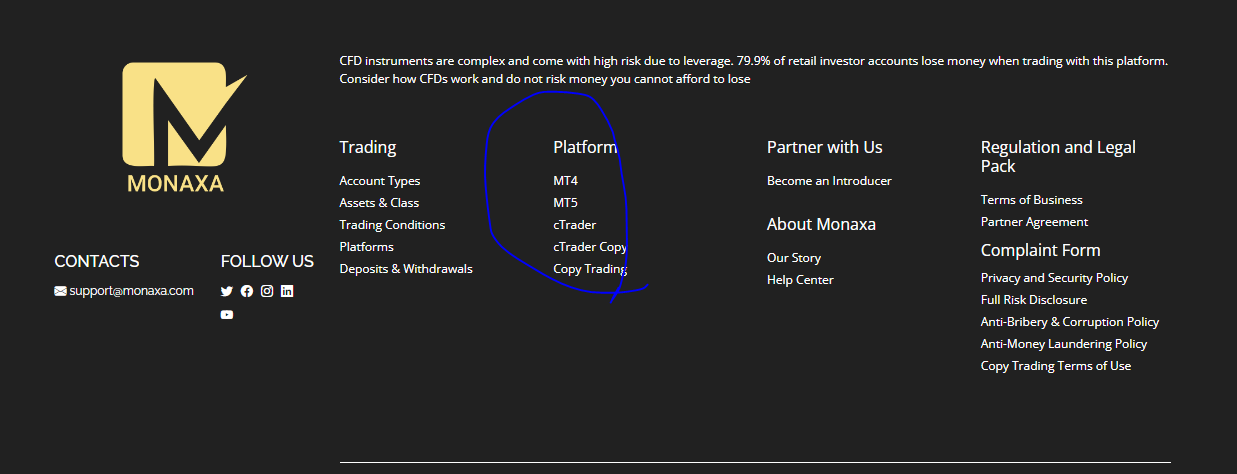 CFD instruments are complex and come with high risk due to leverage. 79.9% of retail investor accounts lose money when trading with this platform.
Consider how CFDs work and do not risk money you cannot afford to lose
MONAXA
CONTACTS
support@monaxa.com
FOLLOW US
Trading
Account Types
Assets & Class
Trading Conditions
Platforms
Deposits & Withdrawals
Platform
MT4
MT5
cTrader
cTrader Copy
Copy Trading
Partner with Us
Become an Introducer
About Monaxa
Our Story
Help Center
Regulation and Legal
Pack
Terms of Business
Partner Agreement
Complaint Form
Privacy and Security Policy
Full Risk Disclosure
Anti-Bribery & Corruption Policy
Anti-Money Laundering Policy
Copy Trading Terms of Use